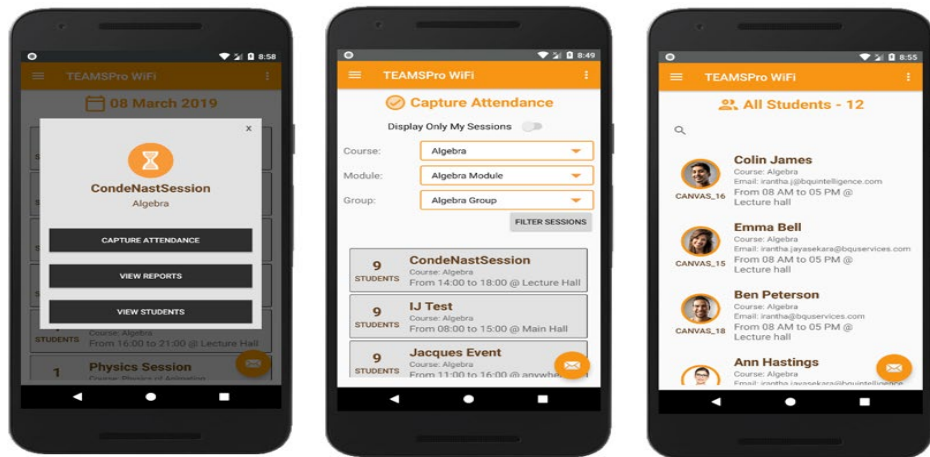 8:58
TEAMSPro WiFi
08 March 2019
x
CondeNastSession
Algebra
CAPTURE ATTENDANCE
VIEW REPORTS
VIEW STUDENTS
STUDENTS
Course: Algebra
From 16:00 to 21:00 @ Lecture Hall
1
Physics Session
Course: Physics of Animation
8:49
TEAMSPro WiFi
Capture Attendance
Display Only My Sessions
Course:
Algebra
Module:
Algebra Module
Group:
Algebra Group
FILTER SESSIONS
9
STUDENTS
CondeNastSession
Course: Algebra
From 14:00 to 18:00 @ Lecture Hall
9
STUDENTS
IJ Test
Course: Algebra
From 08:00 to 15:00 @ Main Hall
9
STUDENTS
Jacques Event
Course: Algebra
From 11:00 to 16:00 @
8:55
TEAMSPro WiFi
All Students - 12
CANVAS_16
Colin James
Course: Algebra
Email: irantha.j@bquintelligence.com
From 08 AM to 05 PM @
Lecture hall
CANVAS_15
Emma Bell
Course: Algebra
Email: irantha.jayasekara@bquservices.com
From 08 AM to 05 PM @
Lecture hall
CANVAS_18
Ben Peterson
Course: Algebra
Email: irantha@bquservices.com
From 08 AM to 05 PM @
Lecture hall
Ann Hastings
Course: Algebra
Email: irantha.jayasekara@bquintelligence